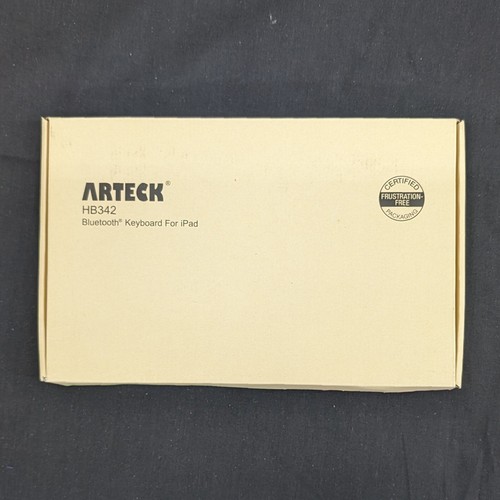 ARTECK®
HB342
Bluetooth® Keyboard For iPad
CERTIFIED
FRUSTRATION-
FREE
PACKAGING